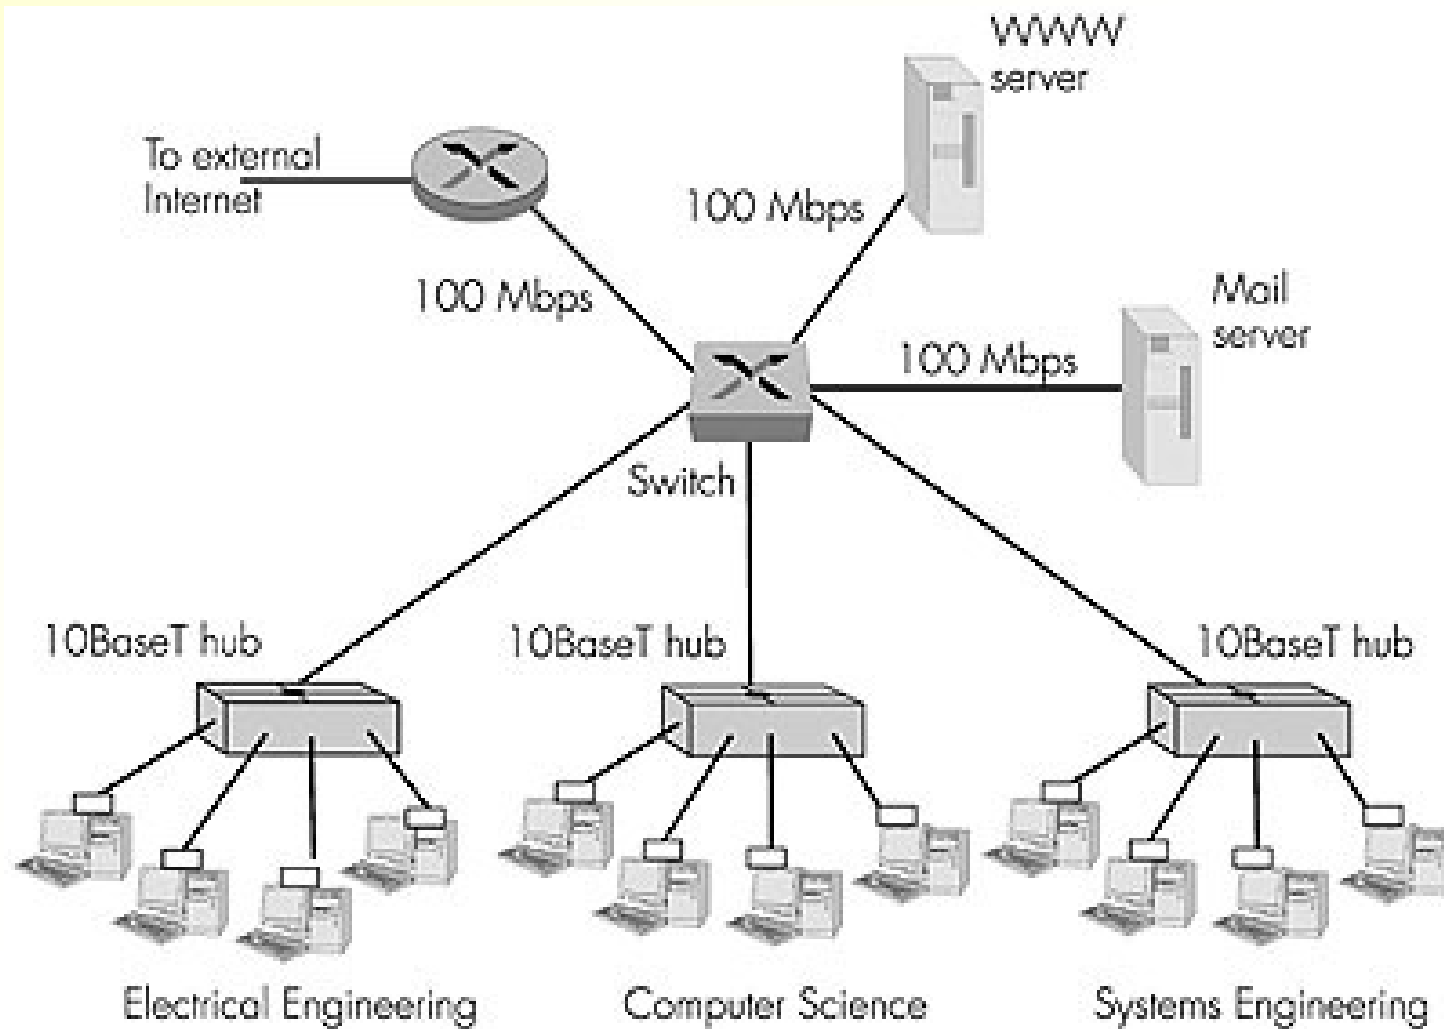 WWW
server
To external
Internet
100 Mbps
100 Mbps
Mail
server
100 Mbps
Switch
10BaseT hub
10BaseT hub
10BaseT hub
Electrical Engineering
Computer Science
Systems Engineering